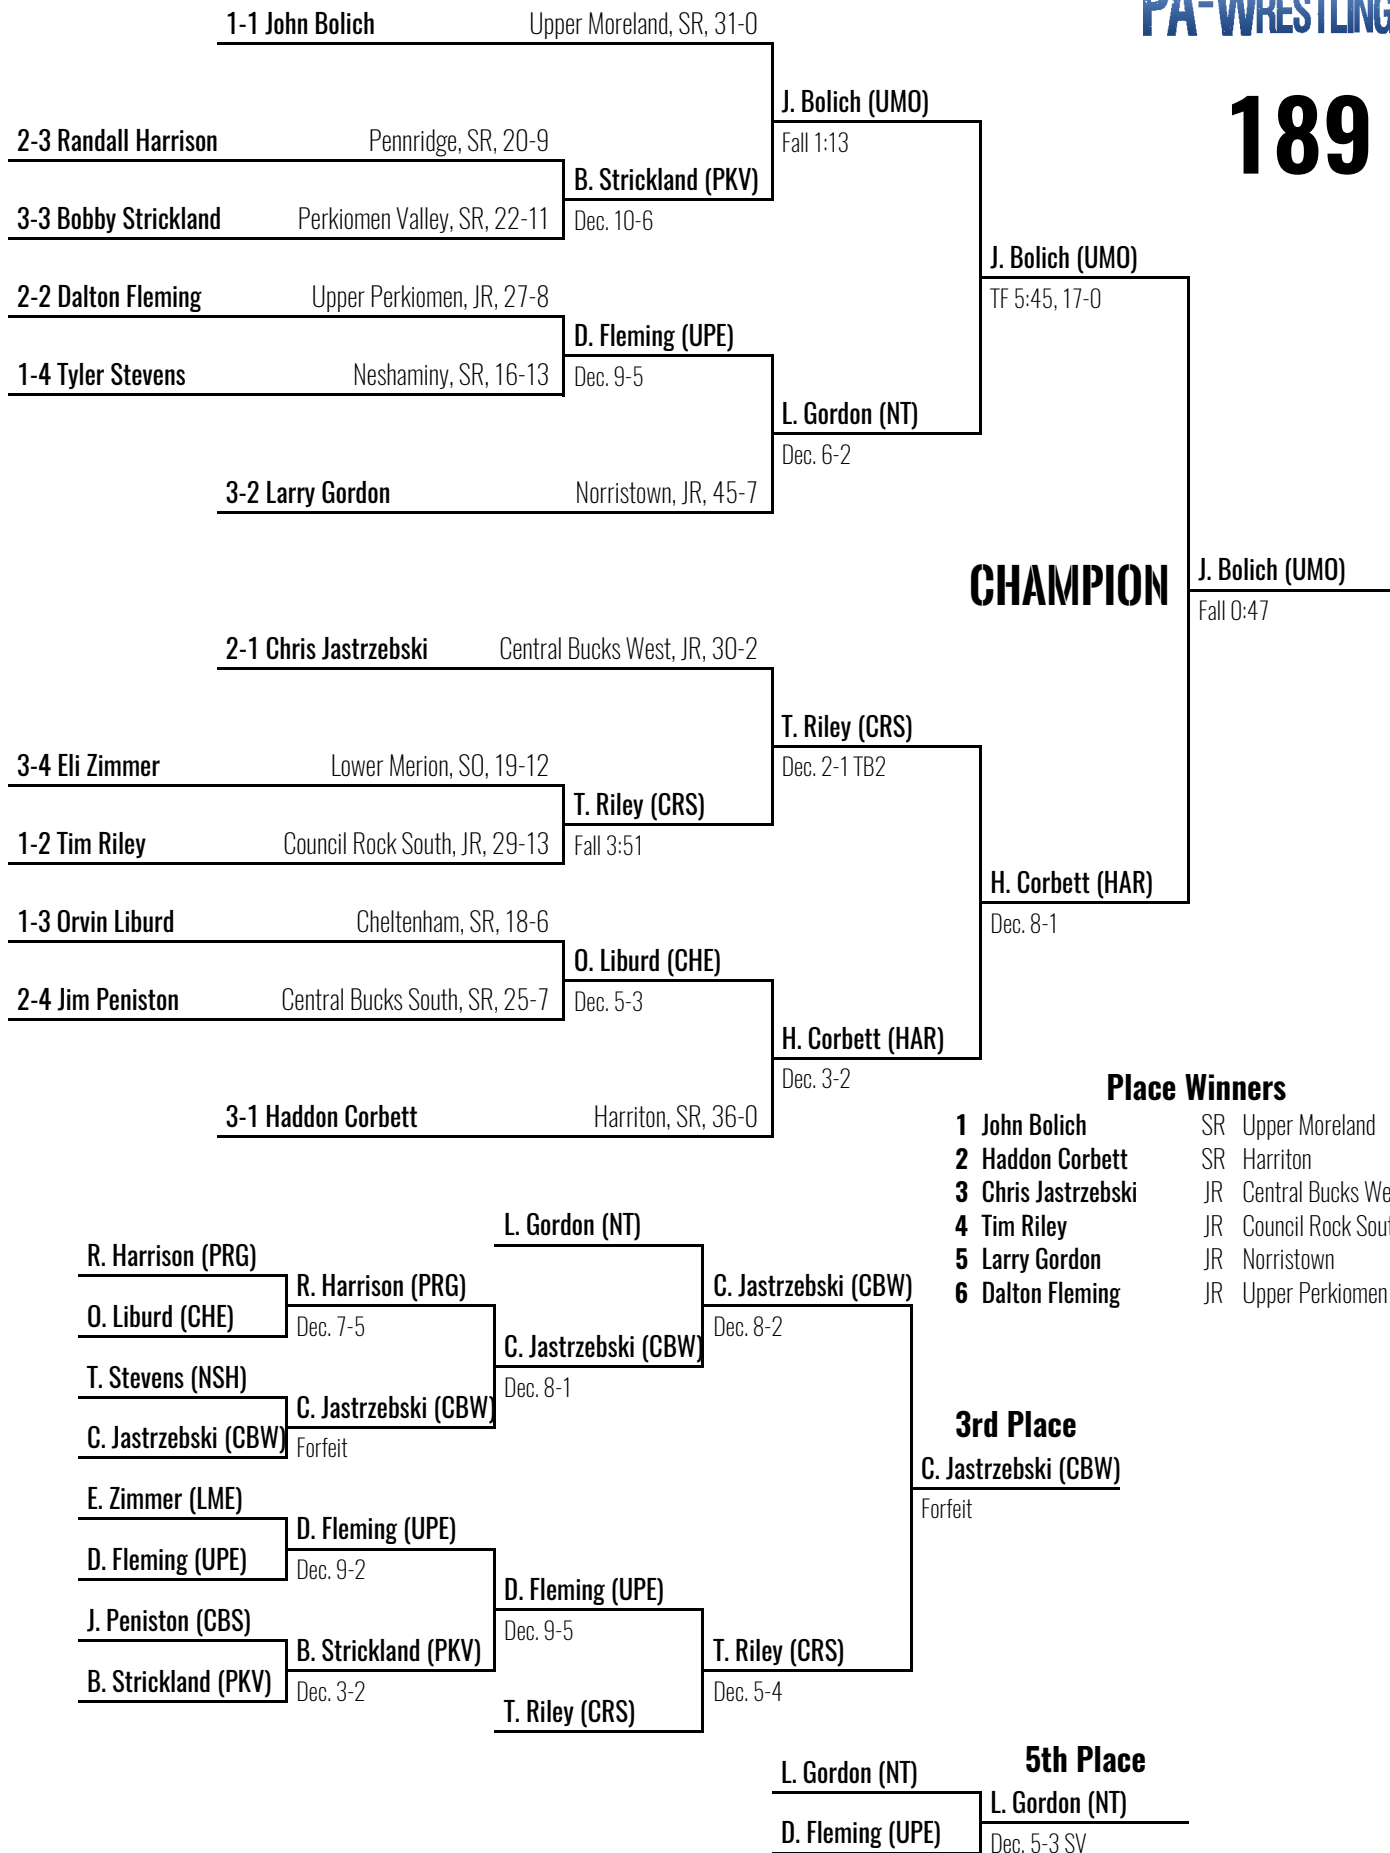 PA-WRESTLING
189
1-1 John Bolich Upper Moreland, SR, 31-0
J. Bolich (UMO)
Fall 1:13
2-3 Randall Harrison Pennridge, SR, 20-9
B. Strickland (PKV)
Dec. 10-6
3-3 Bobby Strickland Perkiomen Valley, SR, 22-11
J. Bolich (UMO)
TF 5:45, 17-0
2-2 Dalton Fleming Upper Perkiomen, JR, 27-8
D. Fleming (UPE)
Dec. 9-5
1-4 Tyler Stevens Neshaminy, SR, 16-13
L. Gordon (NT)
Dec. 6-2
3-2 Larry Gordon Norristown, JR, 45-7
CHAMPION
J. Bolich (UMO)
Fall 0:47
2-1 Chris Jastrzebski Central Bucks West, JR, 30-2
T. Riley (CRS)
Dec. 2-1 TB2
3-4 Eli Zimmer Lower Merion, SO, 19-12
T. Riley (CRS)
Fall 3:51
1-2 Tim Riley Council Rock South, JR, 29-13
H. Corbett (HAR)
Dec. 8-1
1-3 Orvin Liburd Cheltenham, SR, 18-6
O. Liburd (CHE)
Dec. 5-3
2-4 Jim Peniston Central Bucks South, SR, 25-7
H. Corbett (HAR)
Dec. 3-2
3-1 Haddon Corbett Harriton, SR, 36-0
Place Winners
1 John Bolich SR Upper Moreland
2 Haddon Corbett SR Harriton
3 Chris Jastrzebski JR Central Bucks We
4 Tim Riley JR Council Rock Sout
5 Larry Gordon JR Norristown
6 Dalton Fleming JR Upper Perkiomen
L. Gordon (NT)
R. Harrison (PRG)
R. Harrison (PRG)
Dec. 7-5
O. Liburd (CHE)
C. Jastrzebski (CBW)
Dec. 8-2
C. Jastrzebski (CBW)
Dec. 8-1
T. Stevens (NSH)
C. Jastrzebski (CBW)
Forfeit
C. Jastrzebski (CBW)
3rd Place
C. Jastrzebski (CBW)
Forfeit
E. Zimmer (LME)
D. Fleming (UPE)
Dec. 9-2
D. Fleming (UPE)
D. Fleming (UPE)
Dec. 9-5
J. Peniston (CBS)
B. Strickland (PKV)
Dec. 3-2
B. Strickland (PKV)
T. Riley (CRS)
Dec. 5-4
T. Riley (CRS)
5th Place
L. Gordon (NT)
L. Gordon (NT)
Dec. 5-3 SV
D. Fleming (UPE)